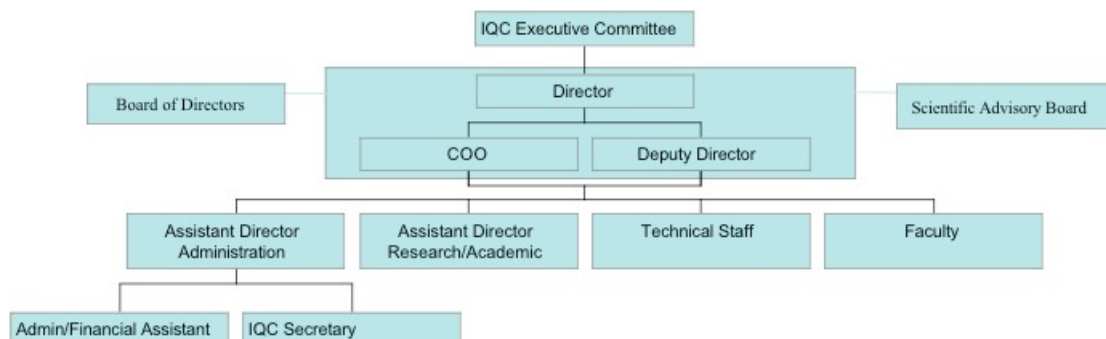 IQC Executive Committee
Board of Directors
Director
Scientific Advisory Board
COO
Deputy Director
Assistant Director
Administration
Assistant Director
Research/Academic
Technical Staff
Faculty
Admin/Financial Assistant
IQC Secretary